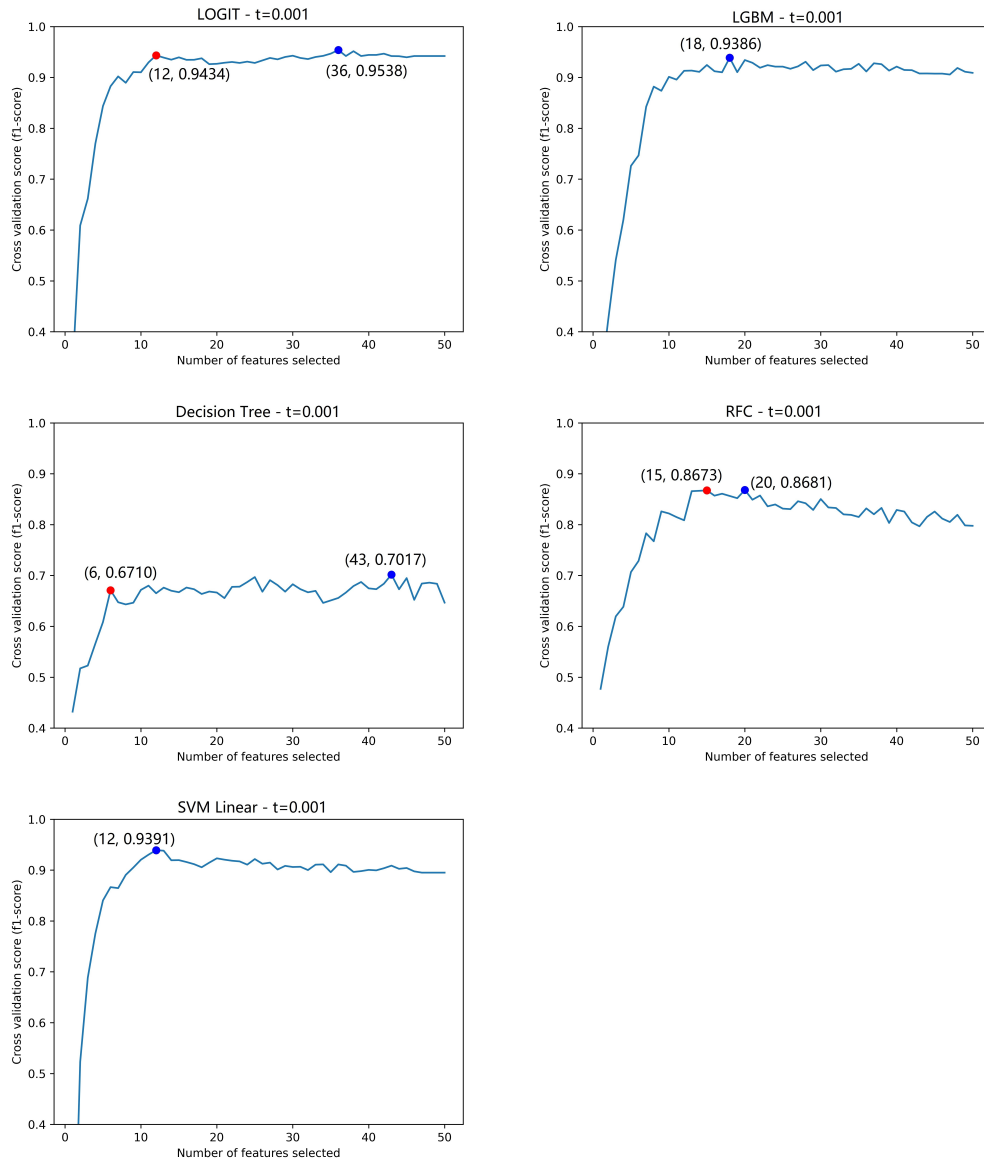 LOGIT - t=0.001
1.0
0.9
0.8
0.7
0.6
0.5
0.4
Cross validation score (f1-score)
(12, 0.9434)
(36, 0.9538)
0 10 20 30 40 50
Number of features selected
LGBM - t=0.001
1.0
0.9
0.8
0.7
0.6
0.5
0.4
Cross validation score (f1-score)
(18, 0.9386)
0 10 20 30 40 50
Number of features selected
Decision Tree - t=0.001
1.0
0.9
0.8
0.7
0.6
0.5
0.4
Cross validation score (f1-score)
(6, 0.6710)
(43, 0.7017)
0 10 20 30 40 50
Number of features selected
RFC - t=0.001
1.0
0.9
0.8
0.7
0.6
0.5
0.4
Cross validation score (f1-score)
(15, 0.8673)
(20, 0.8681)
0 10 20 30 40 50
Number of features selected
SVM Linear - t=0.001
1.0
0.9
0.8
0.7
0.6
0.5
0.4
Cross validation score (f1-score)
(12, 0.9391)
0 10 20 30 40 50
Number of features selected